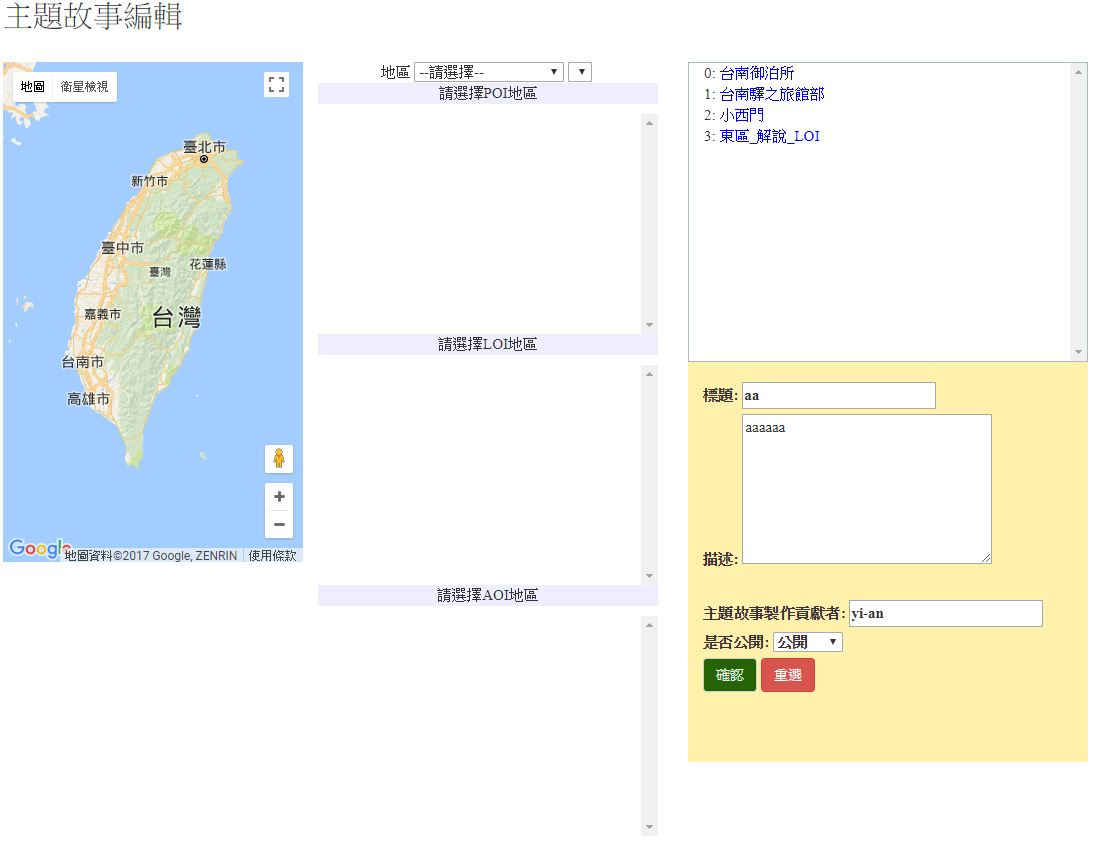 主題故事編輯
地圖
衛星檢視
臺北市
新竹市
臺中市
臺灣
花蓮縣
嘉義市
台灣
台南市
高雄市
Google
地圖資料©2017 Google, ZENRIN
使用條款
地區 --請選擇--
請選擇POI地區
請選擇LOI地區
請選擇AOI地區
0: 台南御泊所
1: 台南驛之旅館部
2: 小西門
3: 東區_解說_LOI
標題: aa
aaaaaa
描述:
主題故事製作貢獻者: yi-an
是否公開: 公開
確認 重選